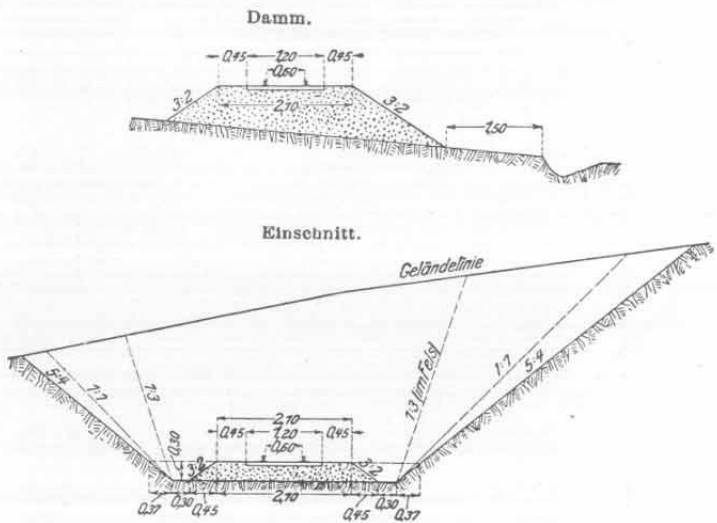 Damm.
0,45 1,20 0,45
0,60
3:2 3:2
2,10
1,50
Einschnitt.
Geländelinie
5:4 1:1 1:3 1:3 (im Fels) 1:1 5:4
2,10
0,45 1,20 0,45
0,60
0,30 3:2 3:2
2,10
0,37 0,30 0,45 0,45 0,30 0,37